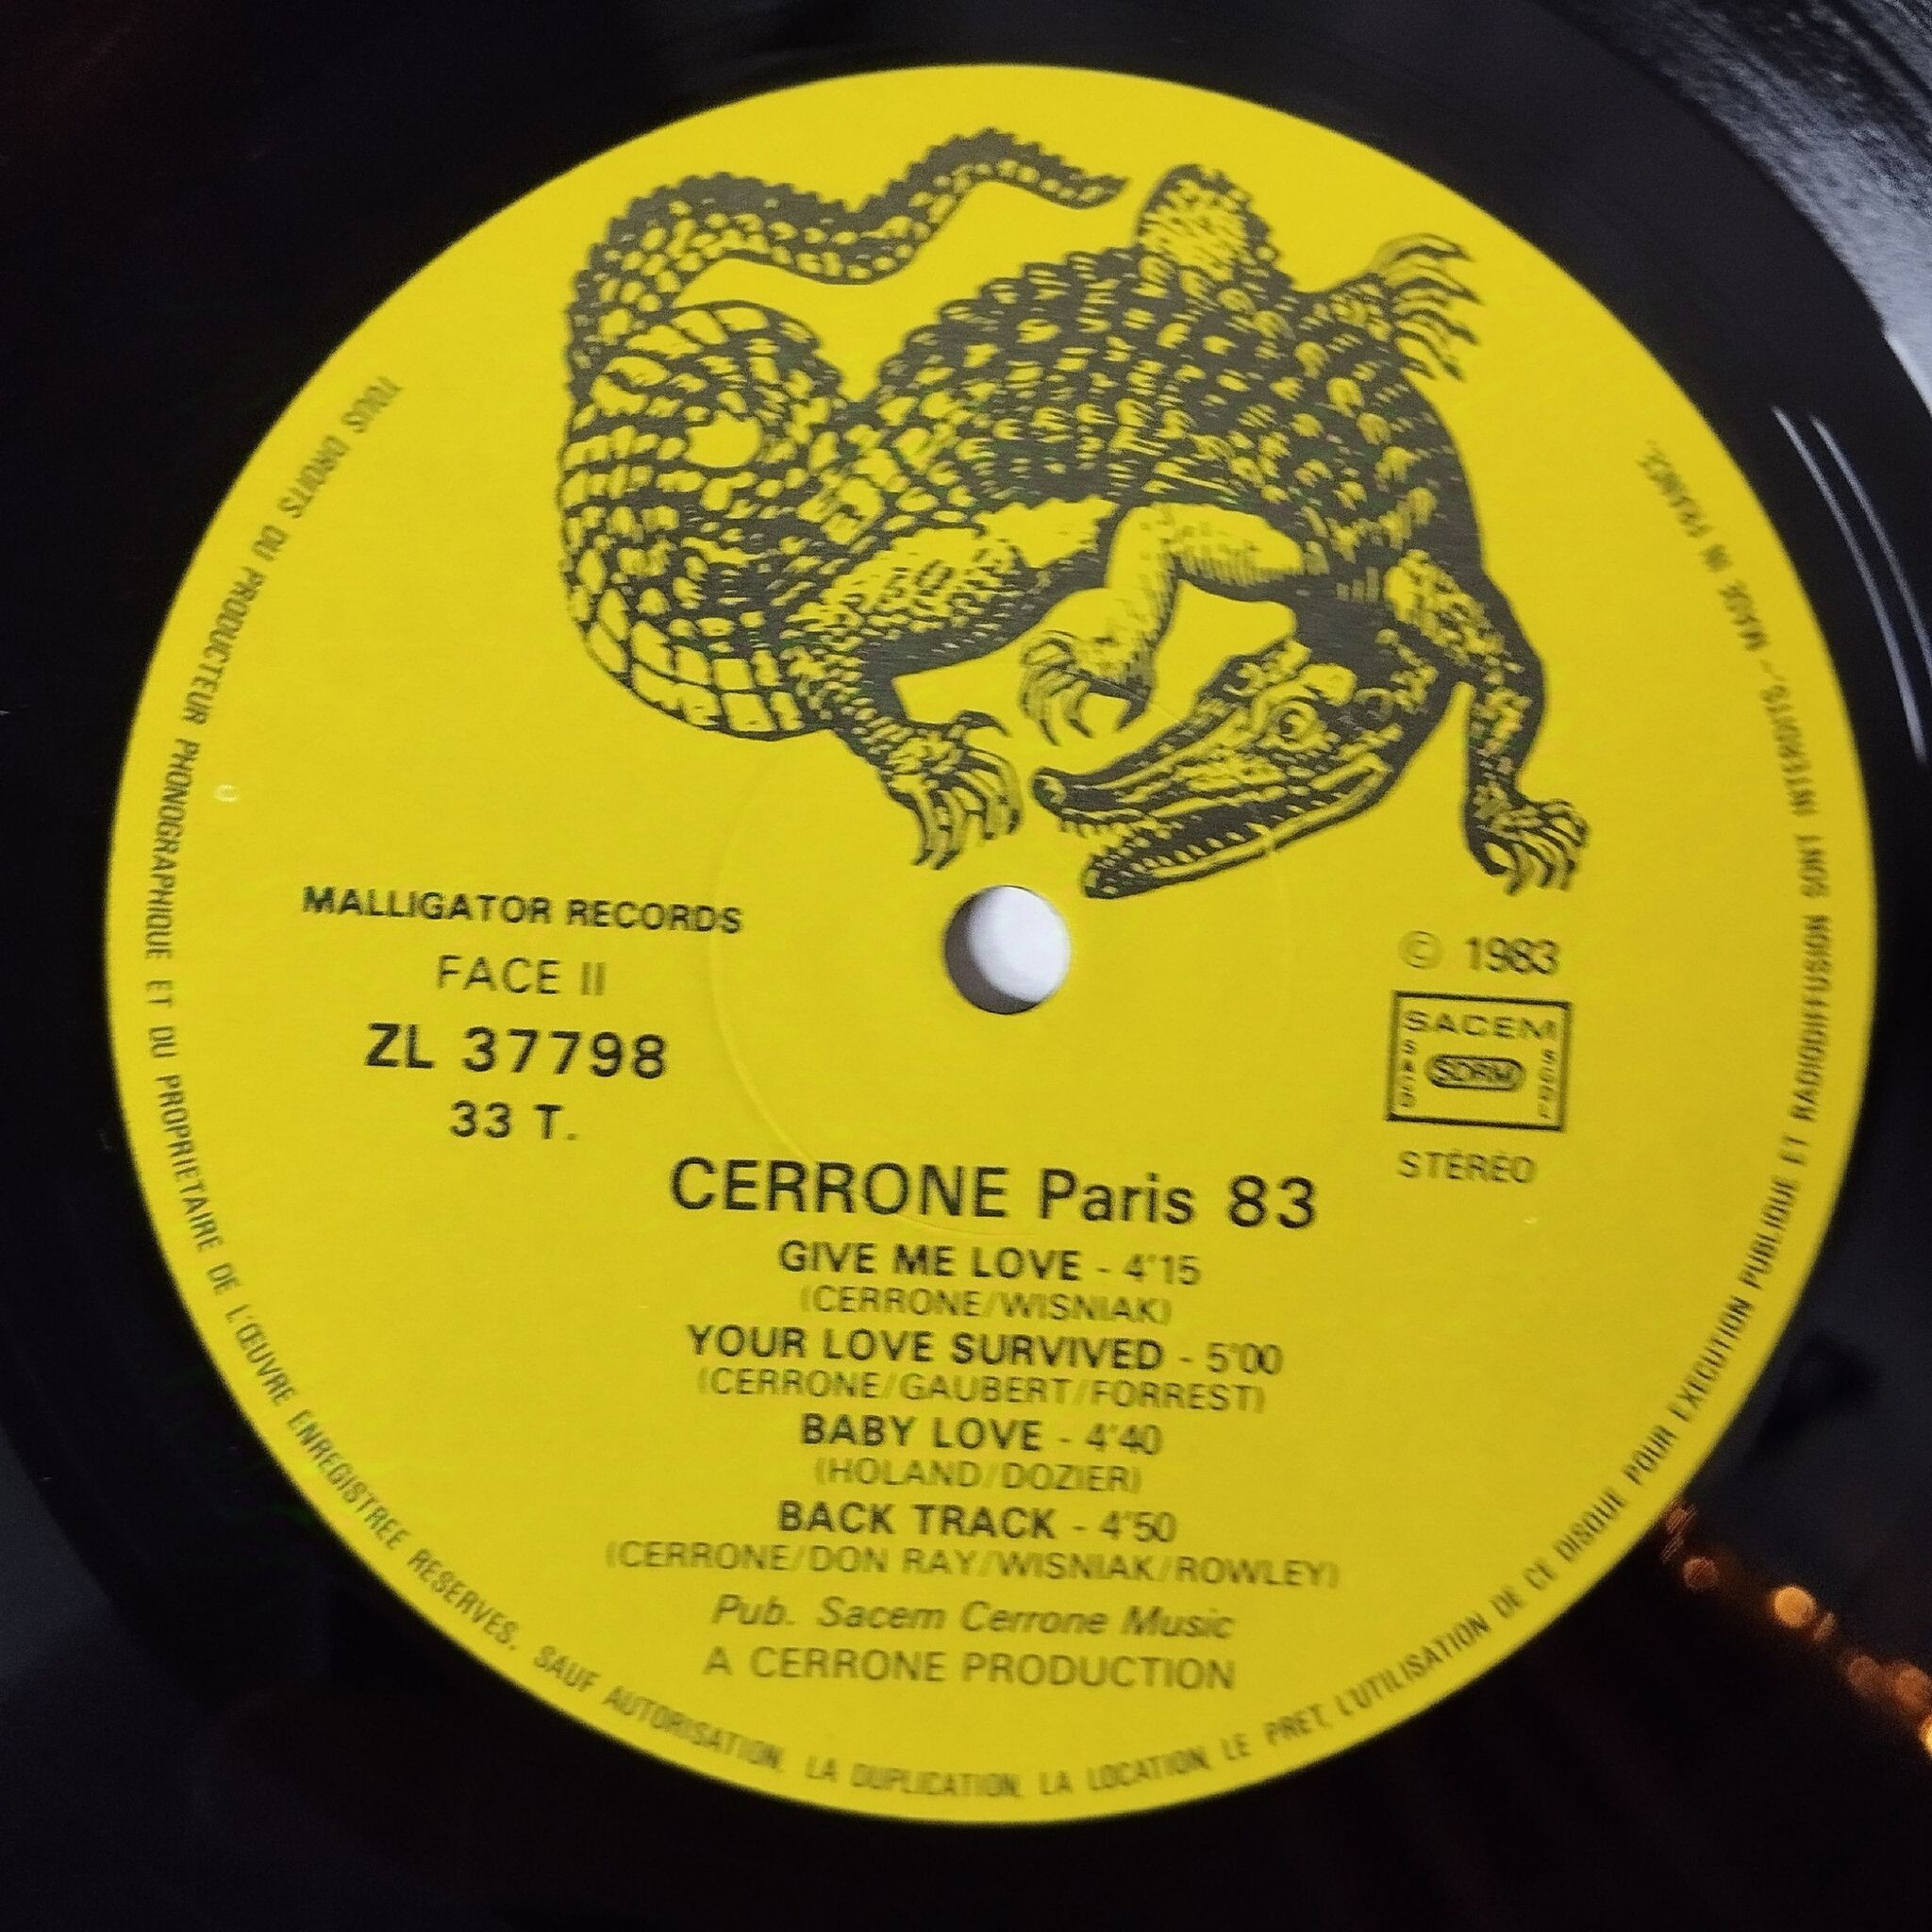 MALLIGATOR RECORDS
FACE II
ZL 37798
33 T.
© 1983
SACEM
SACD
SDRM
SGDL
STÉRÉO
CERRONE Paris 83
GIVE ME LOVE - 4'15
(CERRONE/WISNIAK)
YOUR LOVE SURVIVED - 5'00
(CERRONE/GAUBERT/FORREST)
BABY LOVE - 4'40
(HOLAND/DOZIER)
BACK TRACK - 4'50
(CERRONE/DON RAY/WISNIAK/ROWLEY)
Pub. Sacem Cerrone Music
A CERRONE PRODUCTION
TOUS DROITS DU PRODUCTEUR PHONOGRAPHIQUE ET DU PROPRIETAIRE DE L'ŒUVRE ENREGISTREE RESERVES. SAUF AUTORISATION, LA DUPLICATION, LA LOCATION, LE PRET, L'UTILISATION DE CE DISQUE POUR EXECUTION PUBLIQUE ET RADIODIFFUSION SONT INTERDITS. - MADE IN FRANCE.